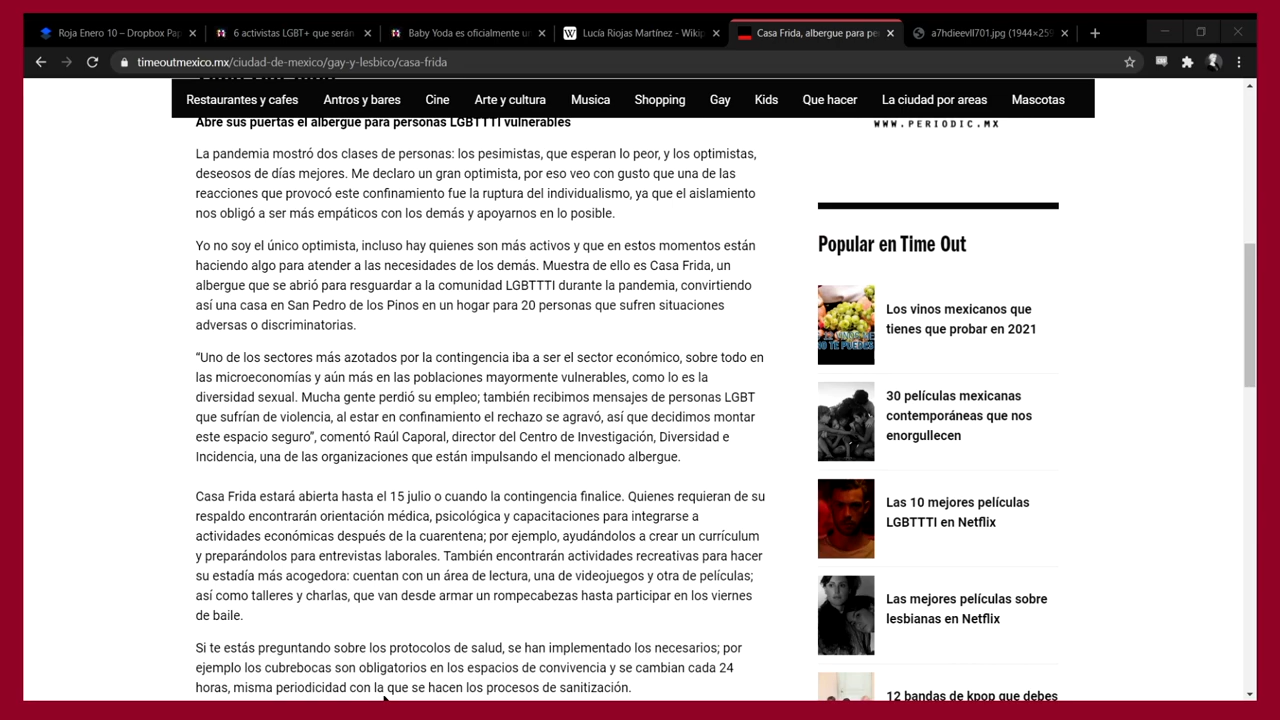 Roja Enero 10 – Dropbox Pap
6 activistas LGBT+ que serán
Baby Yoda es oficialmente un
Lucía Riojas Martínez - Wikip
Casa Frida, albergue para pe
a7hdieevll701.jpg (1944×259
timeoutmexico.mx/ciudad-de-mexico/gay-y-lesbico/casa-frida
Restaurantes y cafes Antros y bares Cine Arte y cultura Musica Shopping Gay Kids Que hacer La ciudad por areas Mascotas
Abre sus puertas el albergue para personas LGBTTTI vulnerables
La pandemia mostró dos clases de personas: los pesimistas, que esperan lo peor, y los optimistas,
deseosos de días mejores. Me declaro un gran optimista, por eso veo con gusto que una de las
reacciones que provocó este confinamiento fue la ruptura del individualismo, ya que el aislamiento
nos obligó a ser más empáticos con los demás y apoyarnos en lo posible.
Yo no soy el único optimista, incluso hay quienes son más activos y que en estos momentos están
haciendo algo para atender a las necesidades de los demás. Muestra de ello es Casa Frida, un
albergue que se abrió para resguardar a la comunidad LGBTTTI durante la pandemia, convirtiendo
así una casa en San Pedro de los Pinos en un hogar para 20 personas que sufren situaciones
adversas o discriminatorias.
“Uno de los sectores más azotados por la contingencia iba a ser el sector económico, sobre todo en
las microeconomías y aún más en las poblaciones mayormente vulnerables, como lo es la
diversidad sexual. Mucha gente perdió su empleo; también recibimos mensajes de personas LGBT
que sufrían de violencia, al estar en confinamiento el rechazo se agravó, así que decidimos montar
este espacio seguro”, comentó Raúl Caporal, director del Centro de Investigación, Diversidad e
Incidencia, una de las organizaciones que están impulsando el mencionado albergue.
Casa Frida estará abierta hasta el 15 julio o cuando la contingencia finalice. Quienes requieran de su
respaldo encontrarán orientación médica, psicológica y capacitaciones para integrarse a
actividades económicas después de la cuarentena; por ejemplo, ayudándolos a crear un currículum
y preparándolos para entrevistas laborales. También encontrarán actividades recreativas para hacer
su estadía más acogedora: cuentan con un área de lectura, una de videojuegos y otra de películas;
así como talleres y charlas, que van desde armar un rompecabezas hasta participar en los viernes
de baile.
Si te estás preguntando sobre los protocolos de salud, se han implementado los necesarios; por
ejemplo los cubrebocas son obligatorios en los espacios de convivencia y se cambian cada 24
horas, misma periodicidad con la que se hacen los procesos de sanitización.
WWW.PERIODIC.MX
Popular en Time Out
Los vinos mexicanos que
tienes que probar en 2021
30 películas mexicanas
contemporáneas que nos
enorgullecen
Las 10 mejores películas
LGBTTTI en Netflix
Las mejores películas sobre
lesbianas en Netflix
12 bandas de kpop que debes